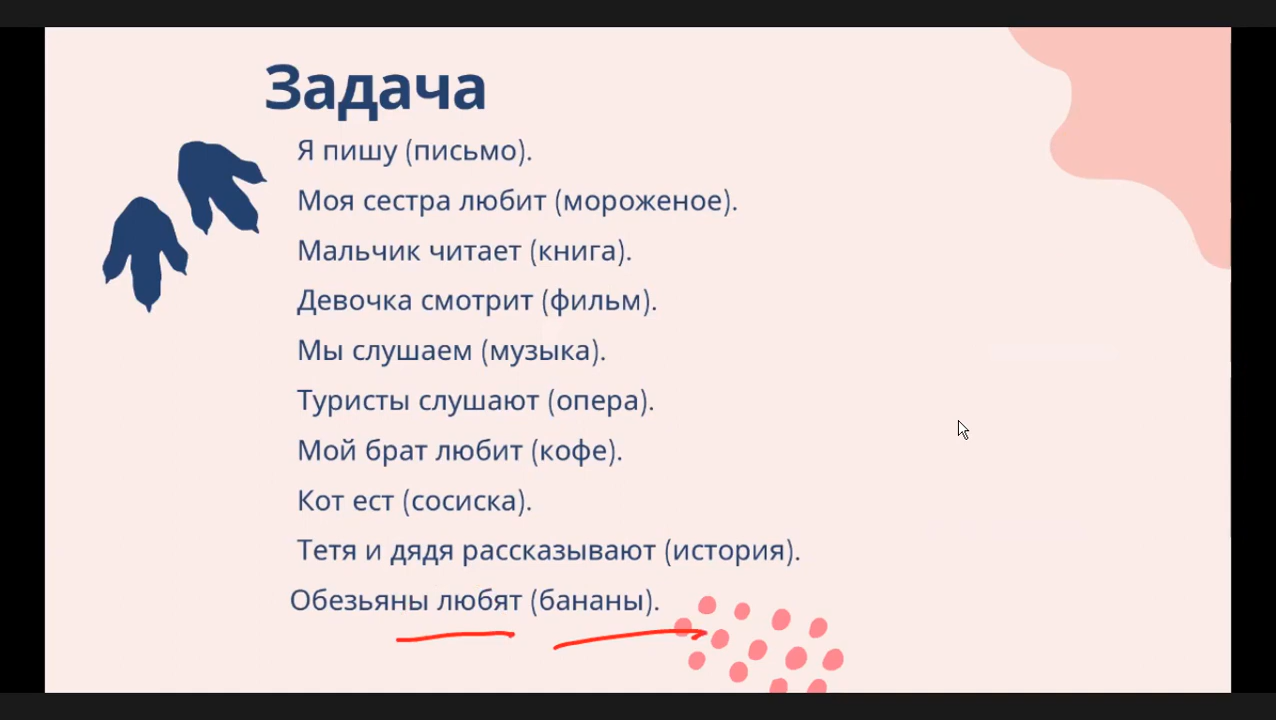 Задача
Я пишу (письмо).
Моя сестра любит (мороженое).
Мальчик читает (книга).
Девочка смотрит (фильм).
Мы слушаем (музыка).
Туристы слушают (опера).
Мой брат любит (кофе).
Кот ест (сосиска).
Тетя и дядя рассказывают (история).
Обезьяны любят (бананы).